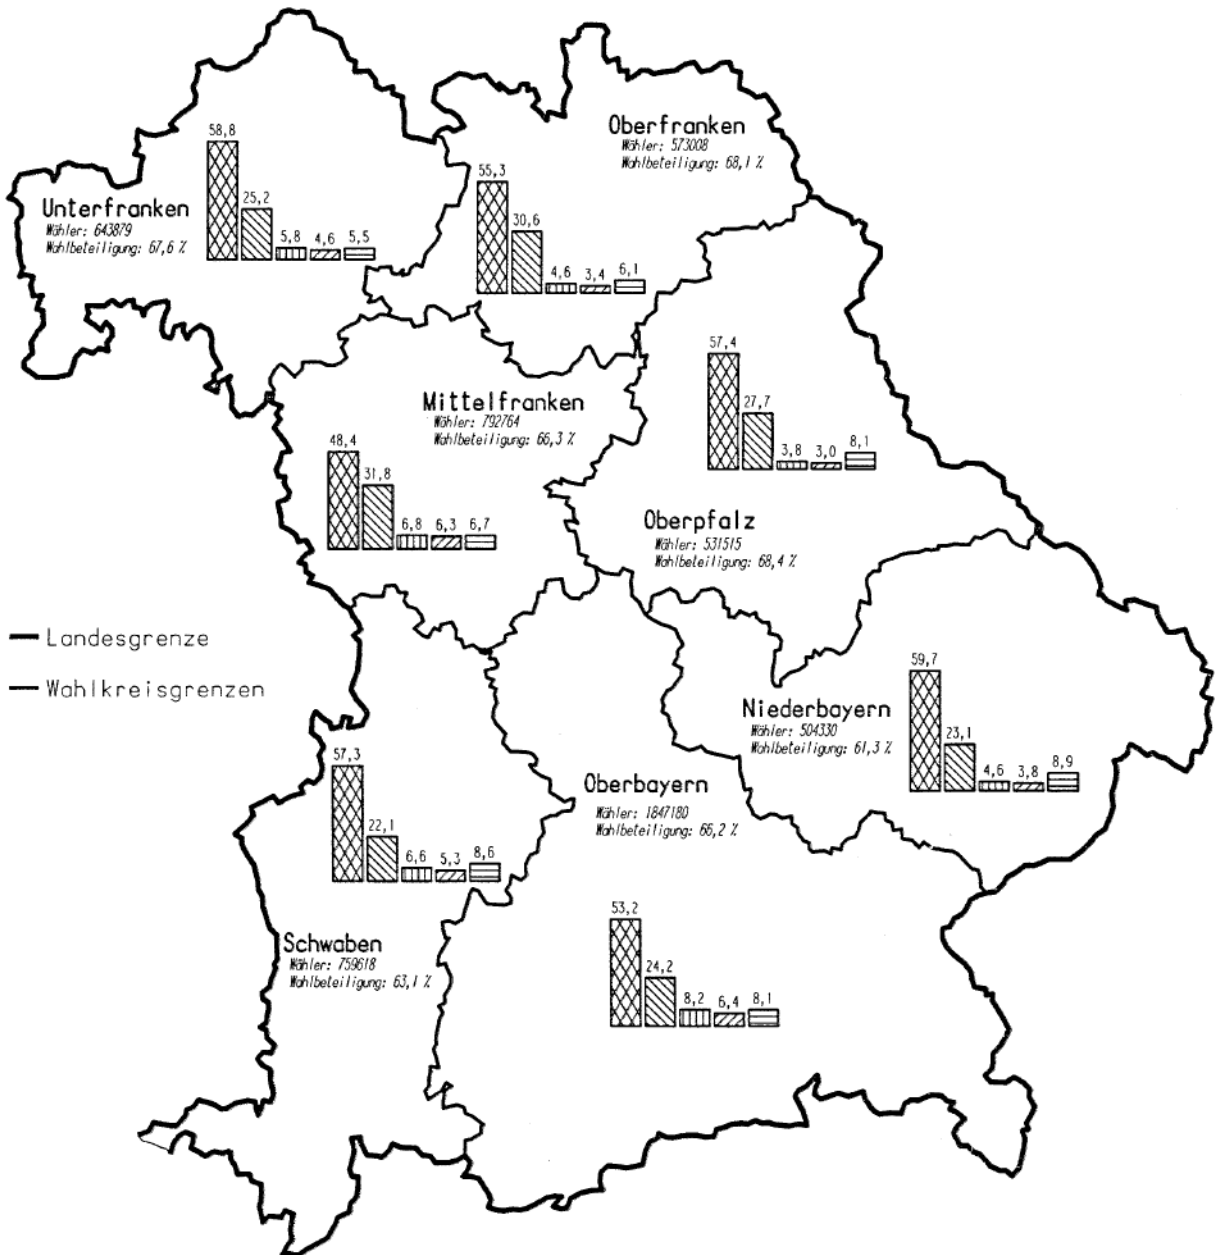 Oberfranken
Wähler: 573008
Wahlbeteiligung: 68,1 %
55,3
30,6
4,6
3,4
6,1
58,8
25,2
5,8
4,6
5,5
Unterfranken
Wähler: 643879
Wahlbeteiligung: 67,6 %
57,4
27,7
3,8
3,0
8,1
Mittelfranken
Wähler: 792764
Wahlbeteiligung: 66,3 %
48,4
31,8
6,8
6,3
6,7
Oberpfalz
Wähler: 531515
Wahlbeteiligung: 68,4 %
Landesgrenze
Wahlkreisgrenzen
59,7
23,1
4,6
3,8
8,9
Niederbayern
Wähler: 504330
Wahlbeteiligung: 61,3 %
57,3
22,1
6,6
5,3
8,6
Oberbayern
Wähler: 1847180
Wahlbeteiligung: 66,2 %
53,2
24,2
8,2
6,4
8,1
Schwaben
Wähler: 759618
Wahlbeteiligung: 63,1 %